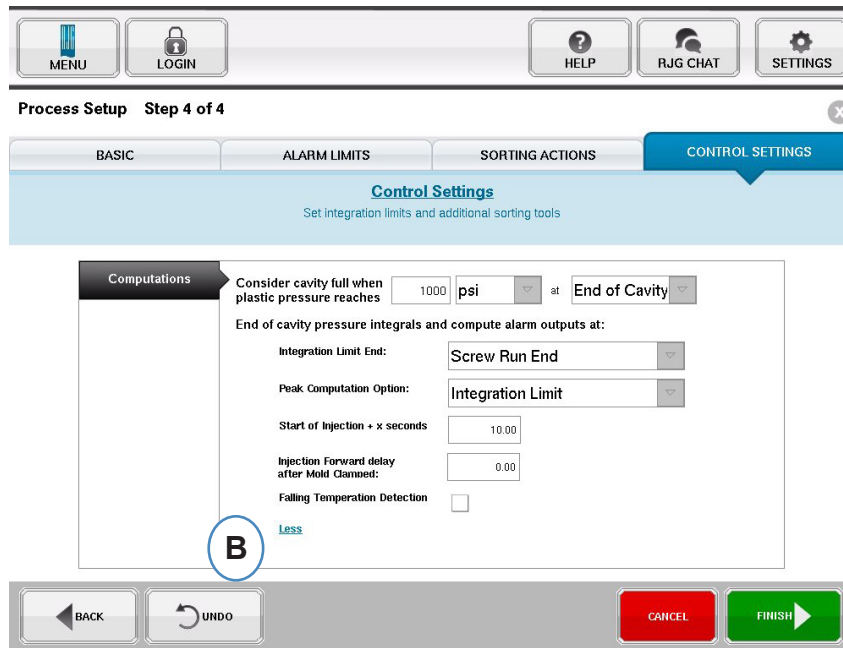 MENU
LOGIN
HELP
RJG CHAT
SETTINGS
Process Setup Step 4 of 4
X
BASIC
ALARM LIMITS
SORTING ACTIONS
CONTROL SETTINGS
Control Settings
Set integration limits and additional sorting tools
Computations
Consider cavity full when
plastic pressure reaches
1000 psi at End of Cavity
End of cavity pressure integrals and compute alarm outputs at:
Integration Limit End: Screw Run End
Peak Computation Option: Integration Limit
Start of Injection + x seconds 10.00
Injection Forward delay
after Mold Clamped: 0.00
Falling Temperation Detection
Less
B
BACK
UNDO
CANCEL
FINISH